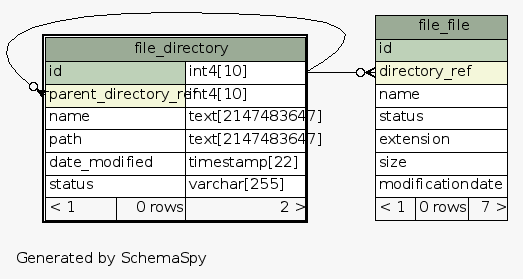 file_directory
id int4[10]
parent_directory_ref int4[10]
name text[2147483647]
path text[2147483647]
date_modified timestamp[22]
status varchar[255]
< 1 0 rows 2 >
file_file
id
directory_ref
name
status
extension
size
modificationdate
< 1 0 rows 7 >
Generated by SchemaSpy